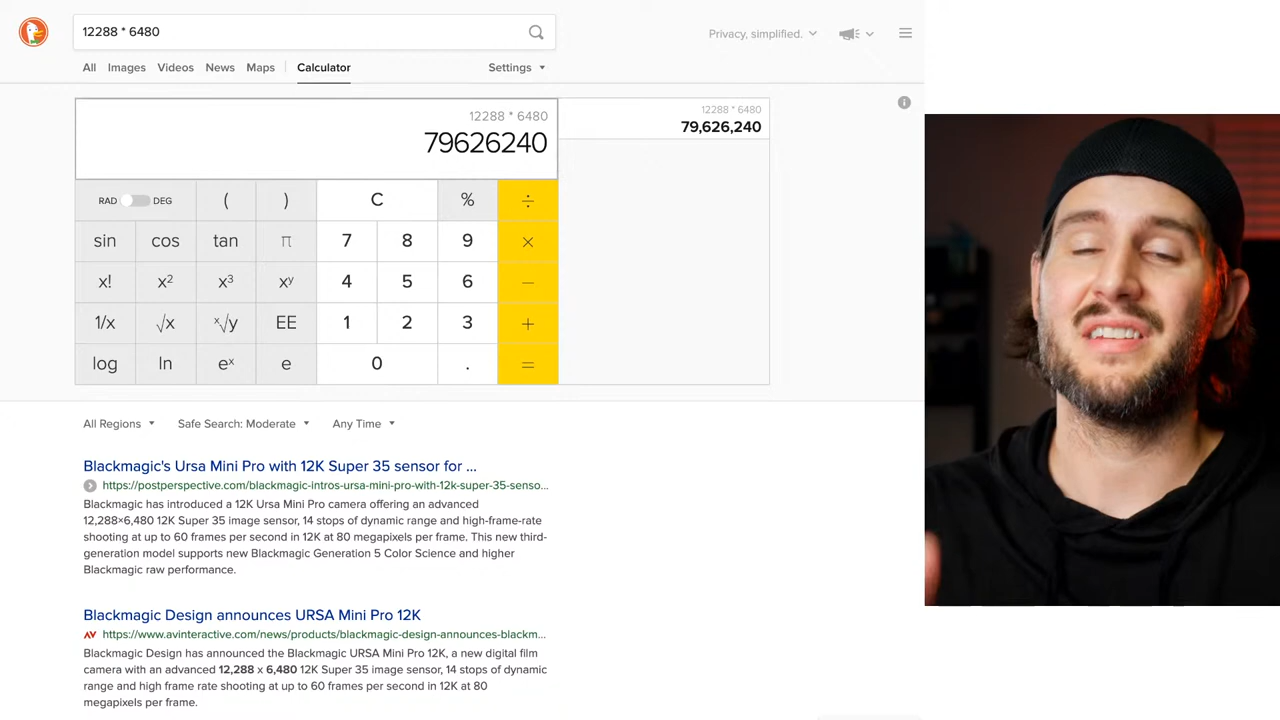 12288 * 6480
Privacy, simplified.
All Images Videos News Maps Calculator Settings
12288 * 6480
79626240
12288 * 6480
79,626,240
RAD DEG ( ) C % ÷
sin cos tan π 7 8 9 ×
x! x² x³ xʸ 4 5 6 −
1/x √x ˣ√y EE 1 2 3 +
log ln eˣ e 0 . =
All Regions Safe Search: Moderate Any Time
Blackmagic's Ursa Mini Pro with 12K Super 35 sensor for ...
https://postperspective.com/blackmagic-intros-ursa-mini-pro-with-12k-super-35-senso...
Blackmagic has introduced a 12K Ursa Mini Pro camera offering an advanced
12,288×6,480 12K Super 35 image sensor, 14 stops of dynamic range and high-frame-rate
shooting at up to 60 frames per second in 12K at 80 megapixels per frame. This new third-
generation model supports new Blackmagic Generation 5 Color Science and higher
Blackmagic raw performance.
Blackmagic Design announces URSA Mini Pro 12K
AV https://www.avinteractive.com/news/products/blackmagic-design-announces-blackm...
Blackmagic Design has announced the Blackmagic URSA Mini Pro 12K, a new digital film
camera with an advanced 12,288 x 6,480 12K Super 35 image sensor, 14 stops of dynamic
range and high frame rate shooting at up to 60 frames per second in 12K at 80
megapixels per frame.